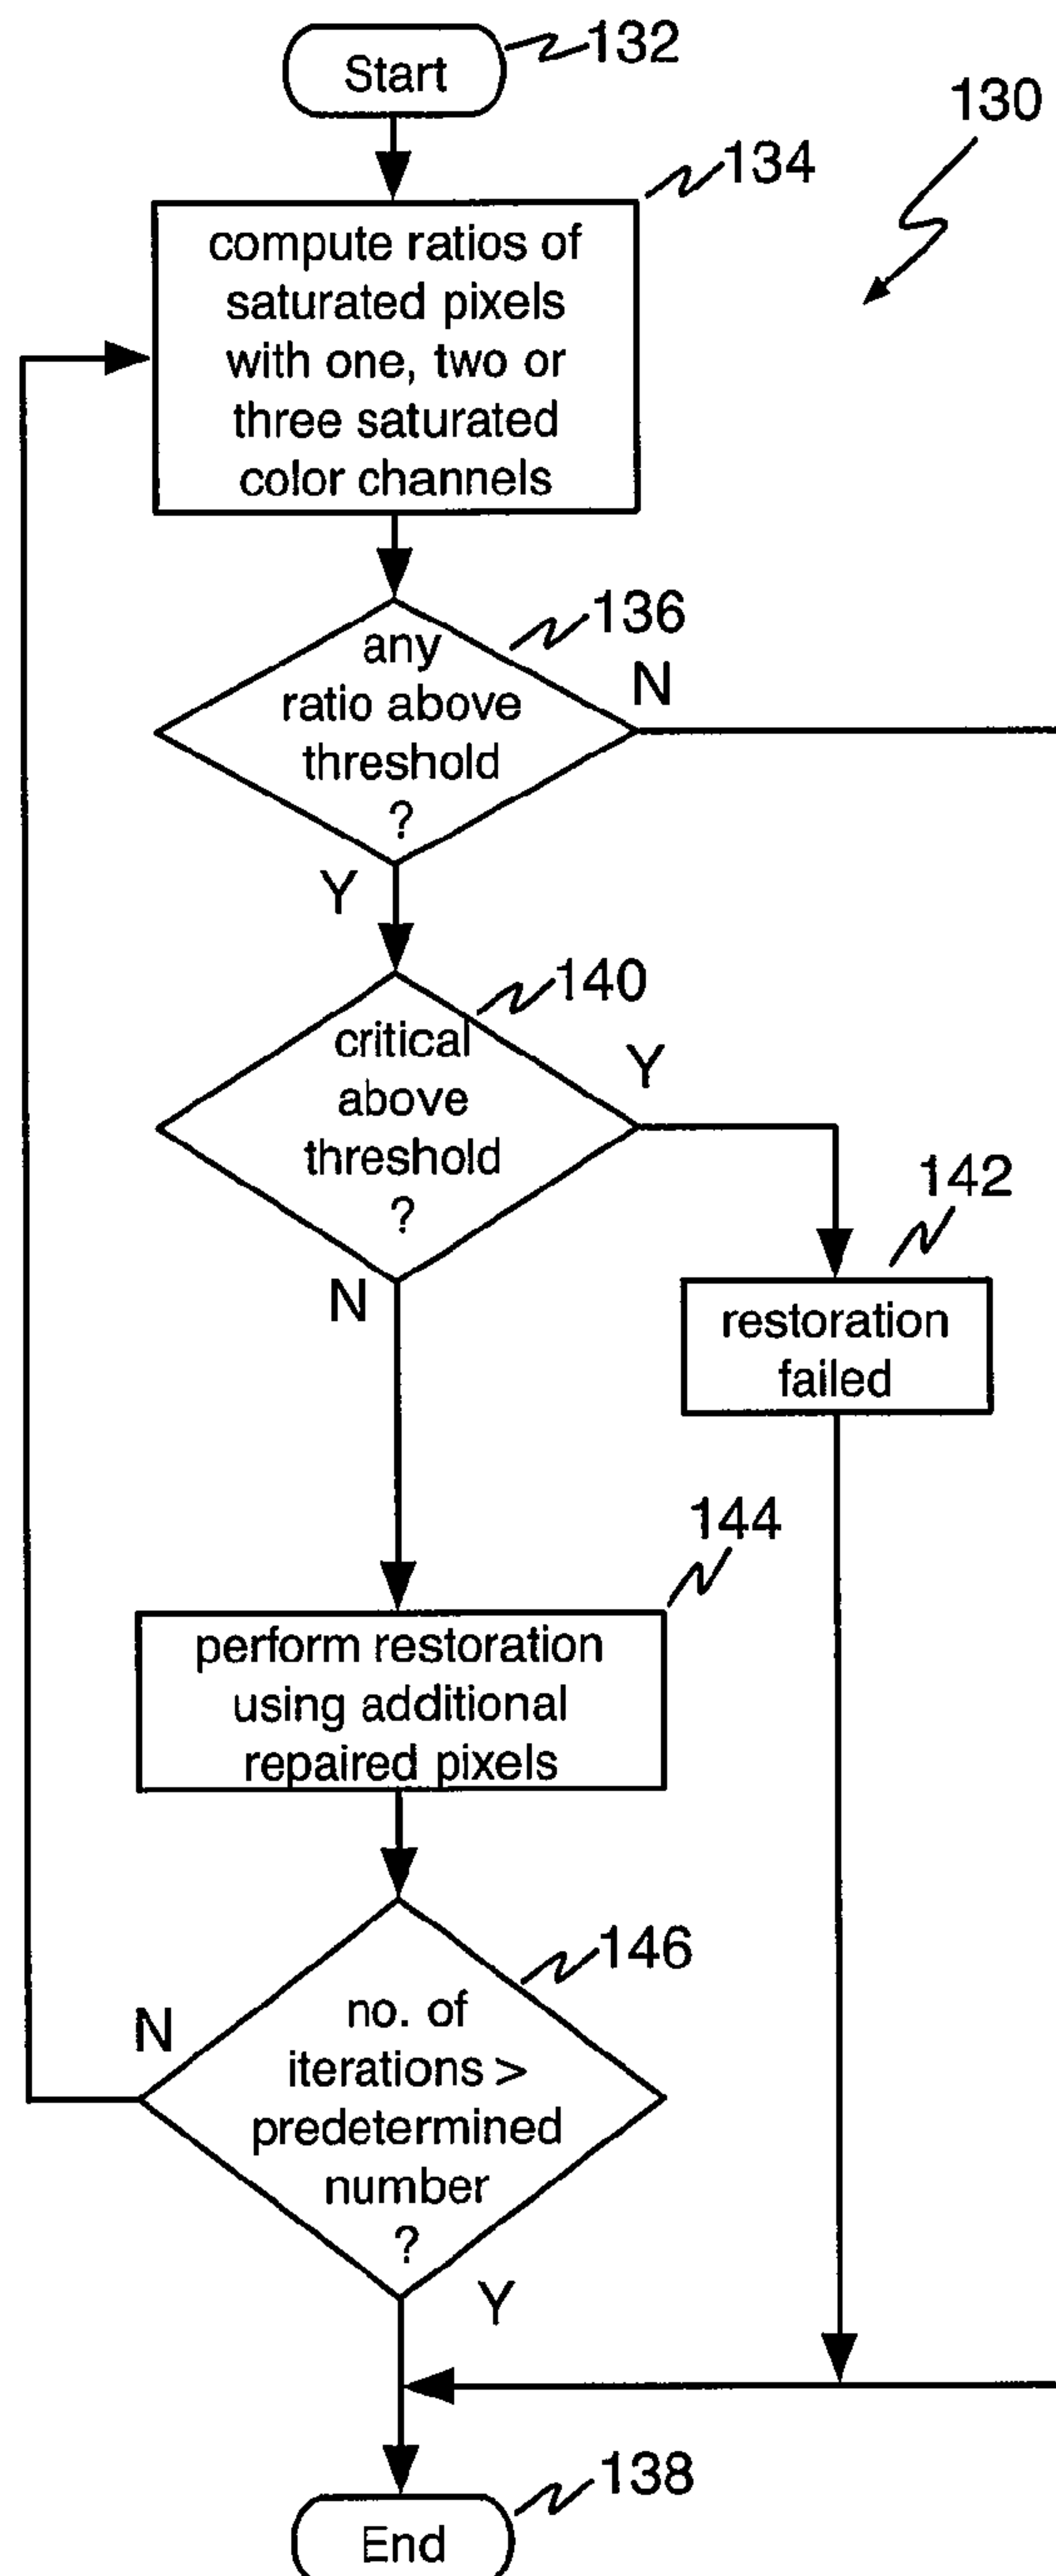 Start
132
130
134
compute ratios of
saturated pixels
with one, two or
three saturated
color channels
136
any
ratio above
threshold
?
N
Y
140
critical
above
threshold
?
Y
N
142
restoration
failed
144
perform restoration
using additional
repaired pixels
146
no. of
iterations >
predetermined
number
?
N
Y
138
End